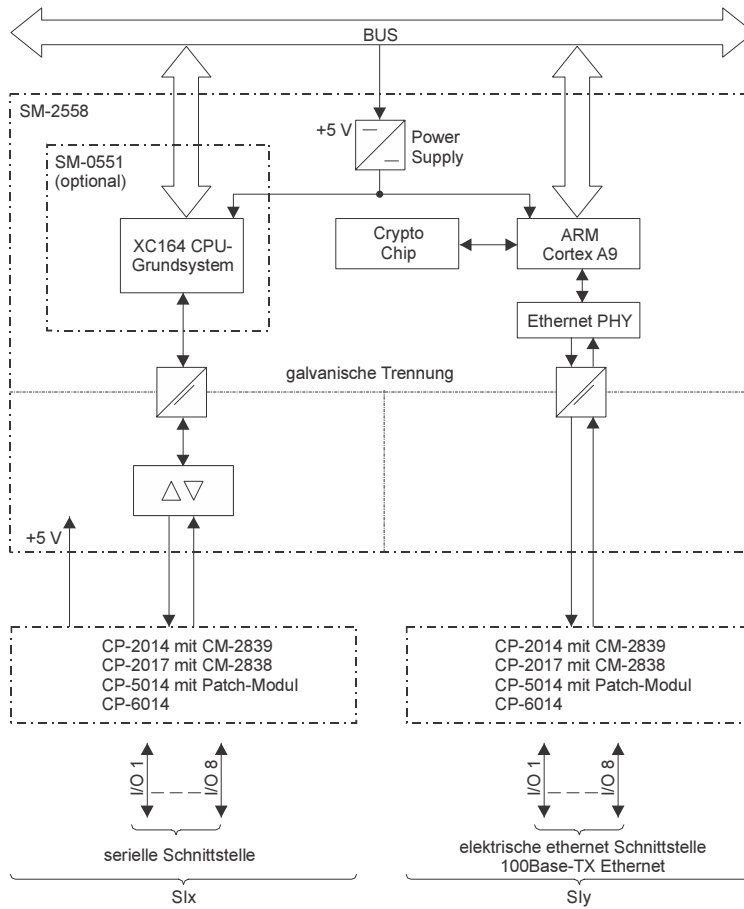 BUS
SM-2558
+5 V
Power
Supply
SM-0551
(optional)
XC164 CPU-
Grundsystem
Crypto
Chip
ARM
Cortex A9
Ethernet PHY
galvanische Trennung
+5 V
CP-2014 mit CM-2839
CP-2017 mit CM-2838
CP-5014 mit Patch-Modul
CP-6014
CP-2014 mit CM-2839
CP-2017 mit CM-2838
CP-5014 mit Patch-Modul
CP-6014
I/O 1
I/O 8
I/O 1
I/O 8
serielle Schnittstelle
elektrische ethernet Schnittstelle
100Base-TX Ethernet
SIx
SIy